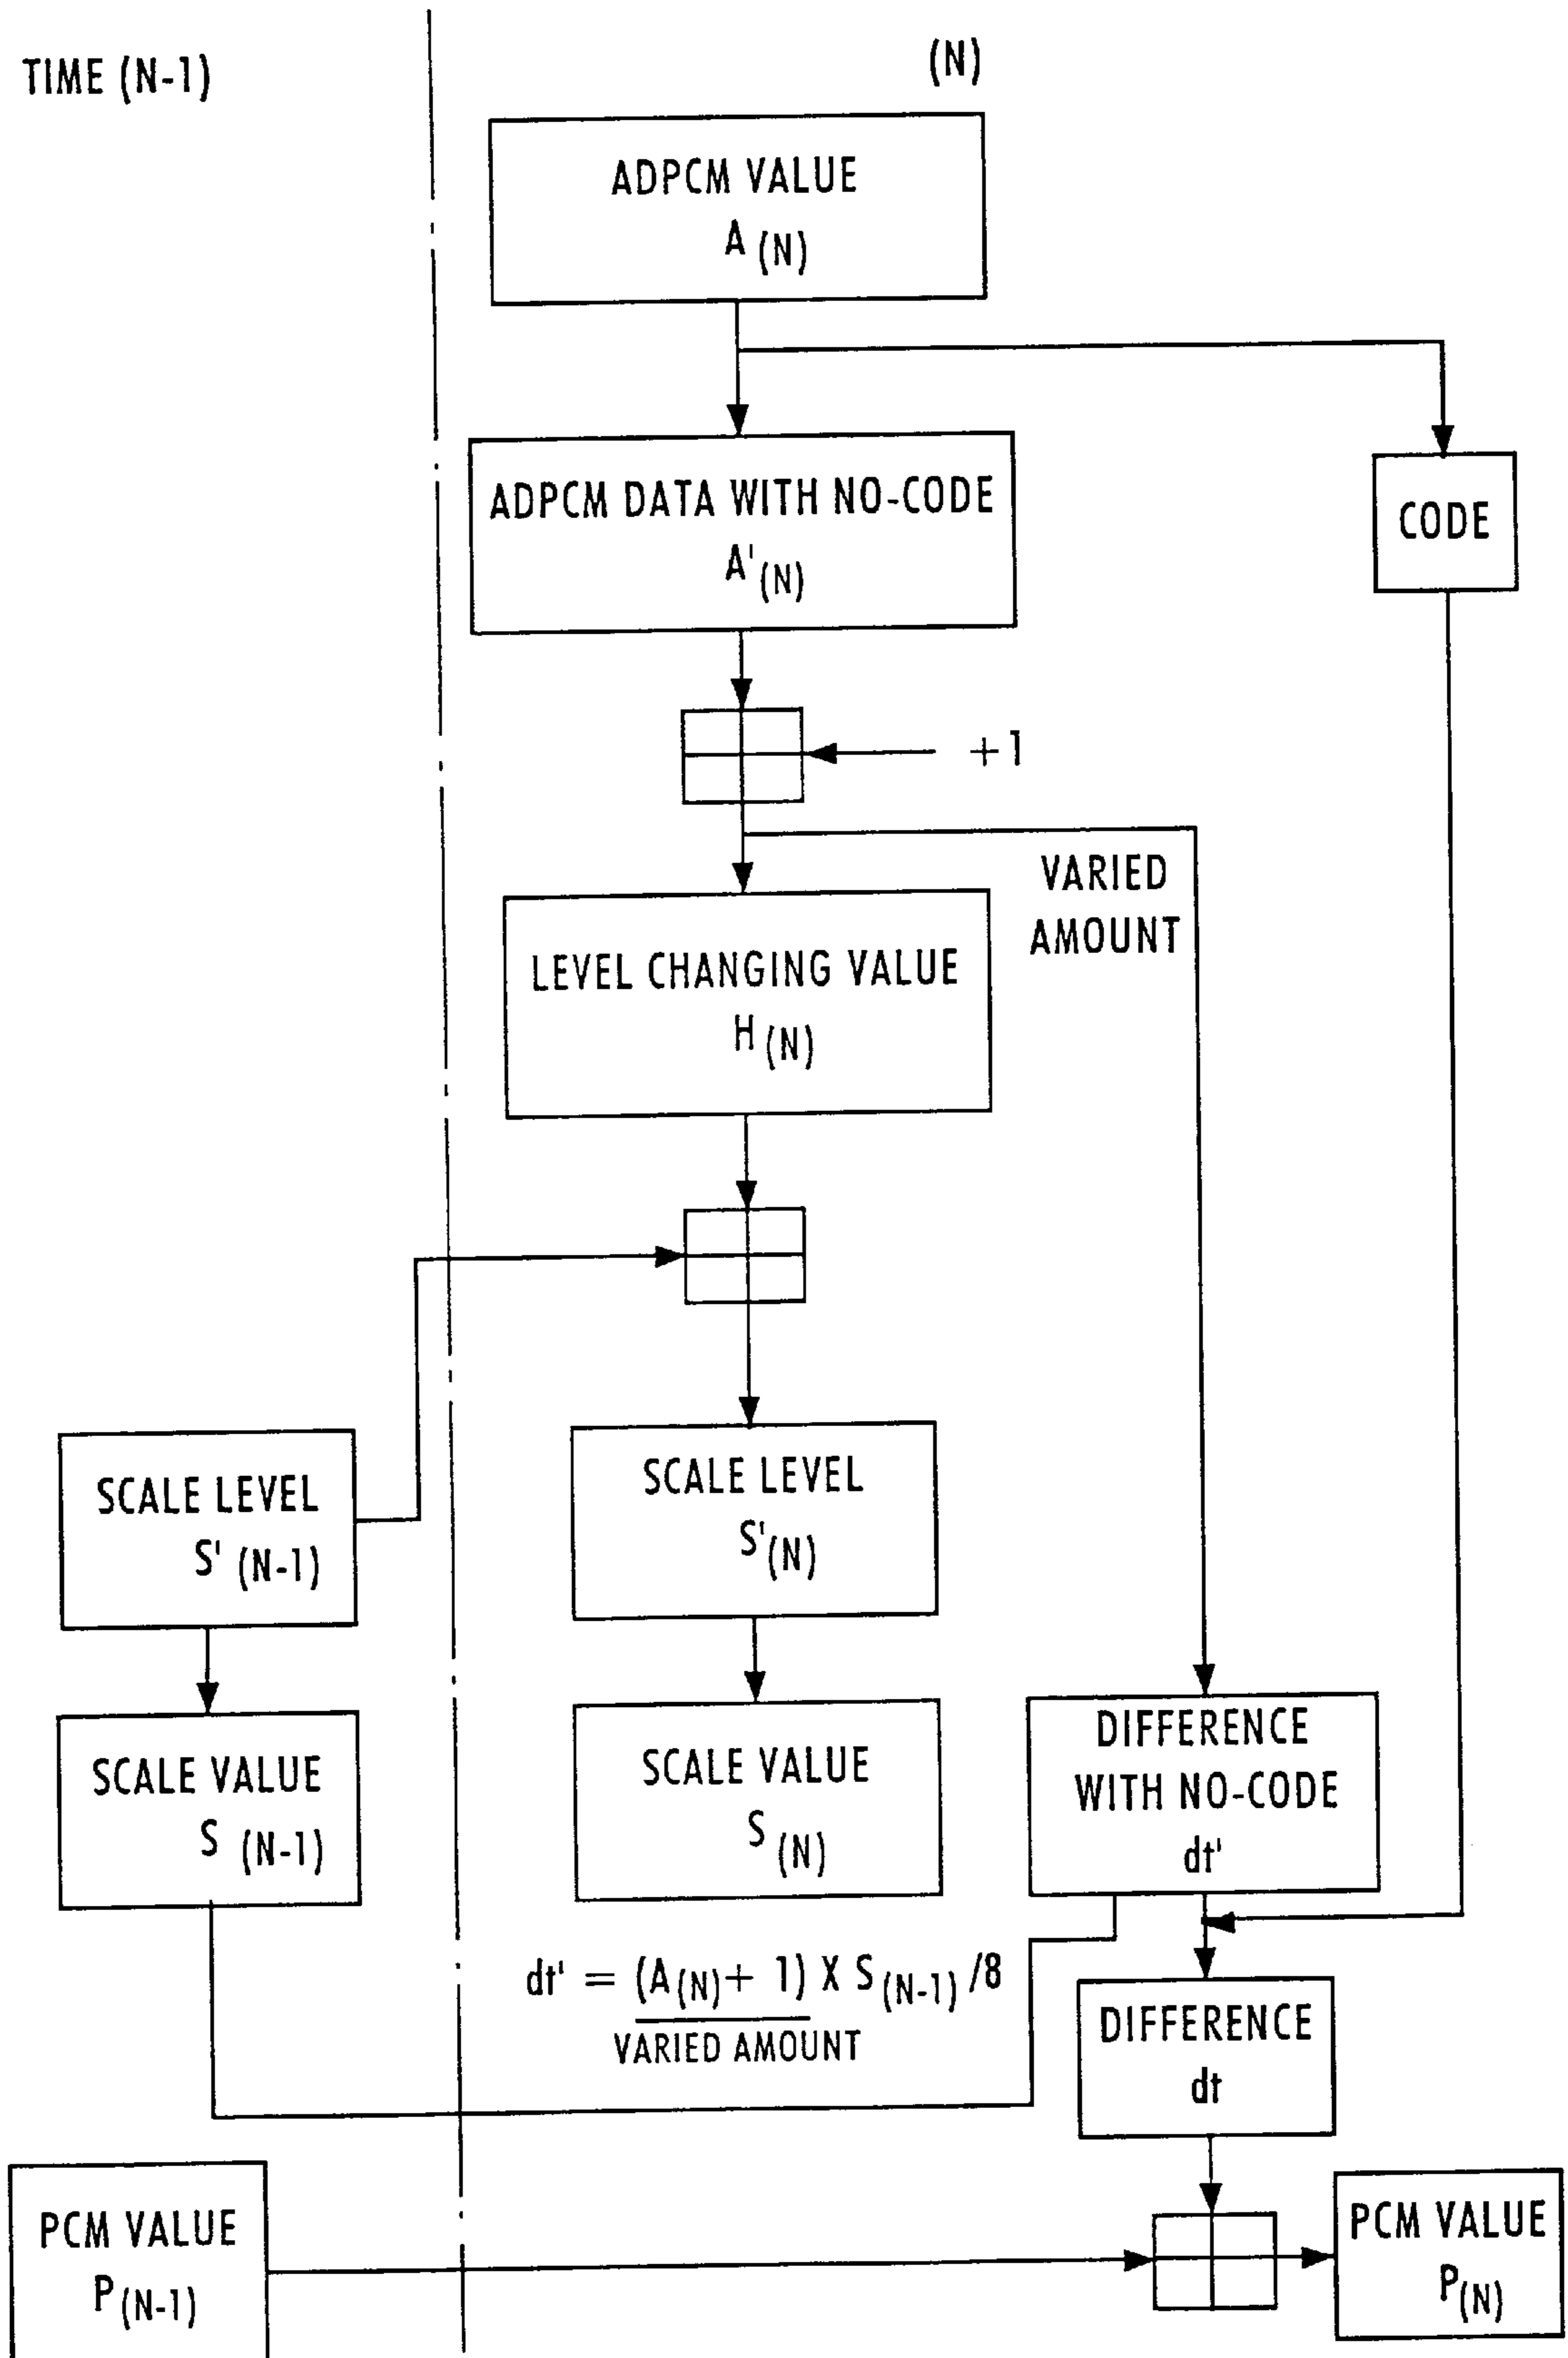 TIME (N-1)
(N)
ADPCM VALUE
A (N)
ADPCM DATA WITH NO-CODE
A'(N)
CODE
+1
VARIED
AMOUNT
LEVEL CHANGING VALUE
H (N)
SCALE LEVEL
S' (N-1)
SCALE LEVEL
S'(N)
SCALE VALUE
S (N-1)
SCALE VALUE
S (N)
DIFFERENCE
WITH NO-CODE
dt'
dt' = (A(N)+ 1) X S(N-1) /8
VARIED AMOUNT
DIFFERENCE
dt
PCM VALUE
P(N-1)
PCM VALUE
P(N)